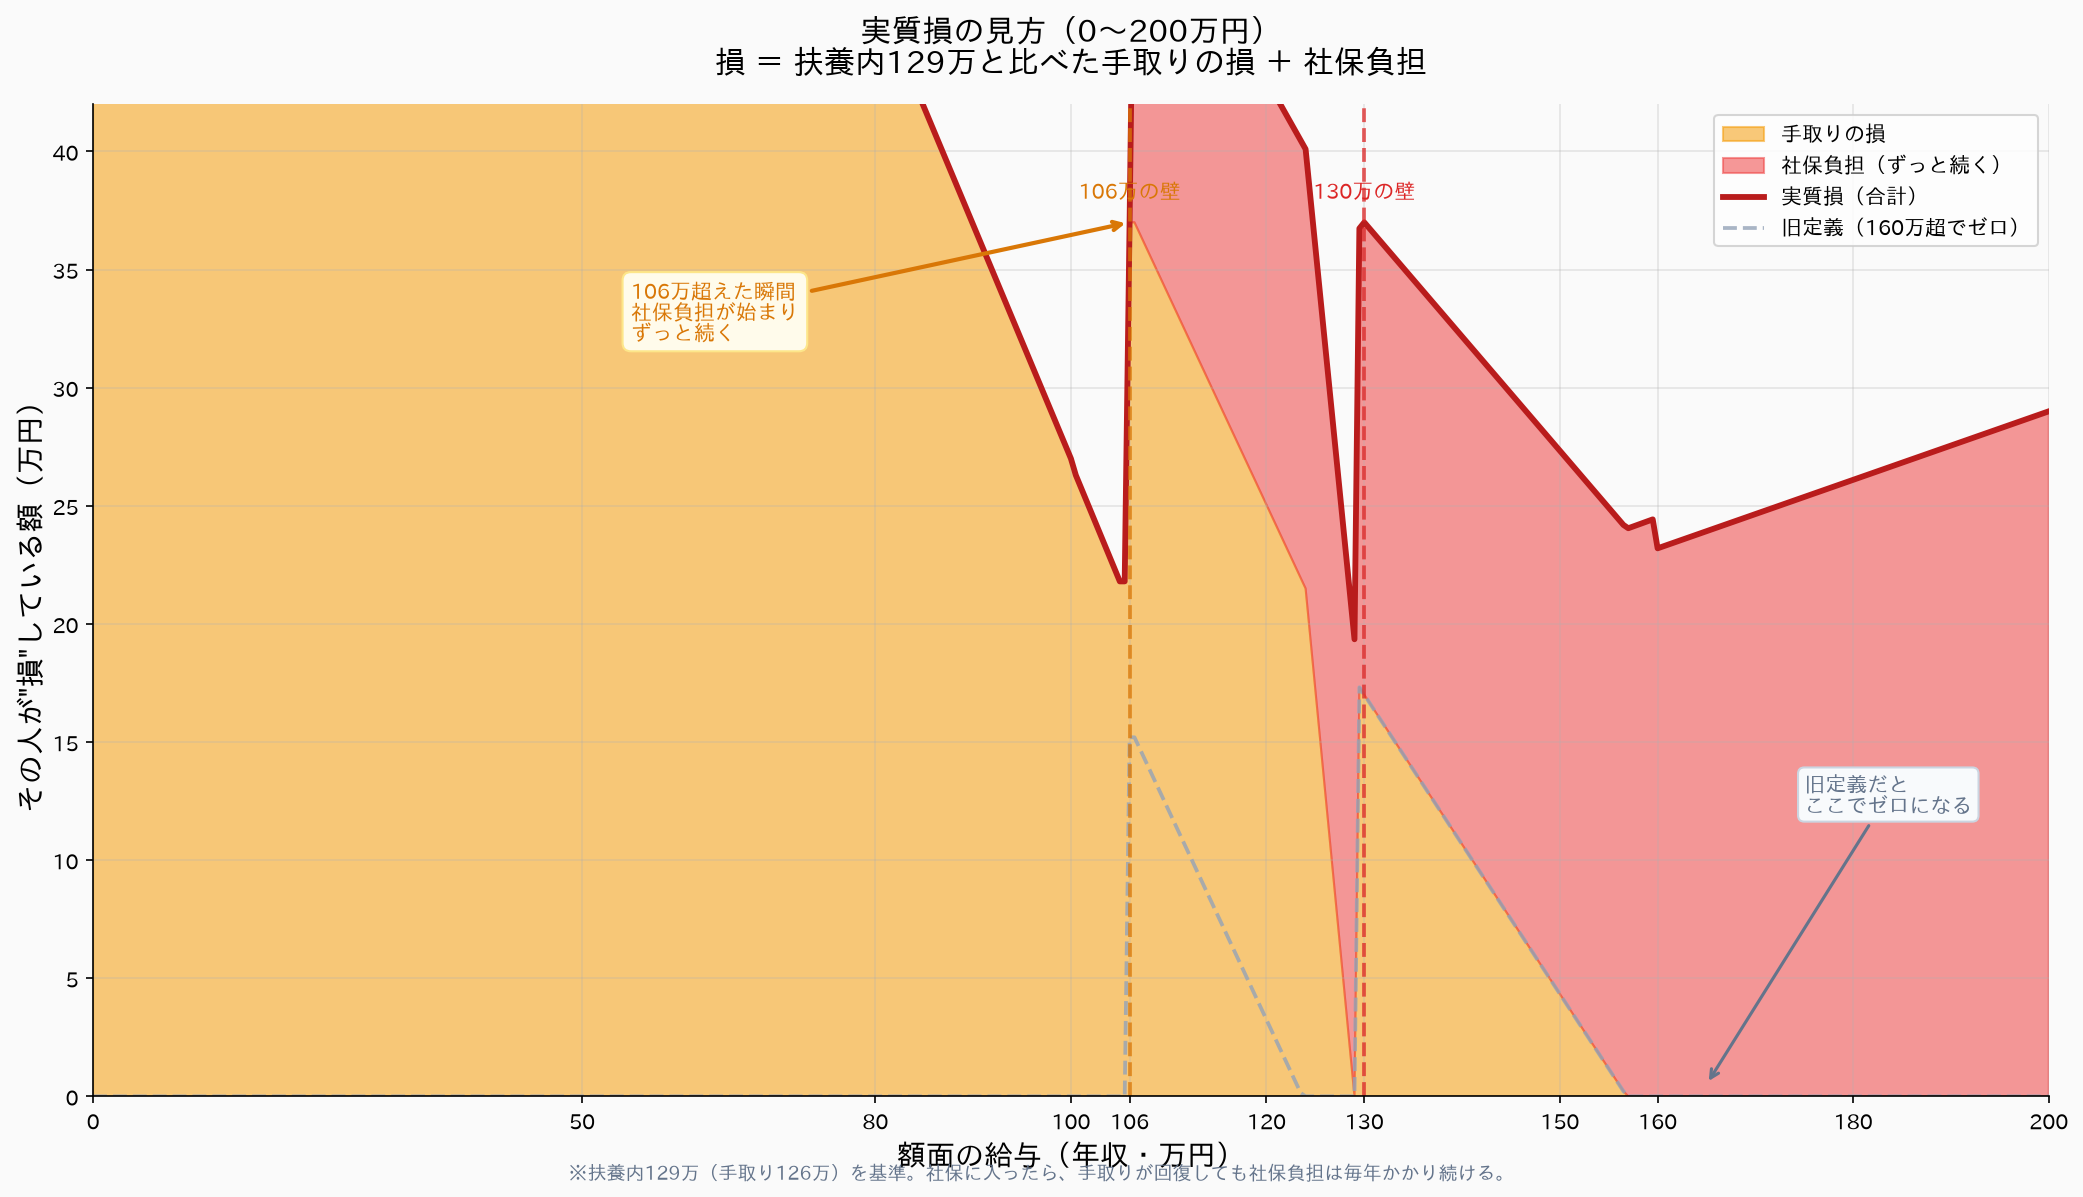 実質損の見方（0〜200万円）
損 ＝ 扶養内129万と比べた手取りの損 ＋ 社保負担
その人が"損"している額（万円）
40
35
30
25
20
15
10
5
0
手取りの損
社保負担（ずっと続く）
実質損（合計）
旧定義（160万超でゼロ）
106万の壁
130万の壁
106万超えた瞬間
社保負担が始まり
ずっと続く
旧定義だと
ここでゼロになる
0
50
80
100
106
120
130
150
160
180
200
額面の給与（年収・万円）
※扶養内129万（手取り126万）を基準。社保に入ったら、手取りが回復しても社保負担は毎年かかり続ける。